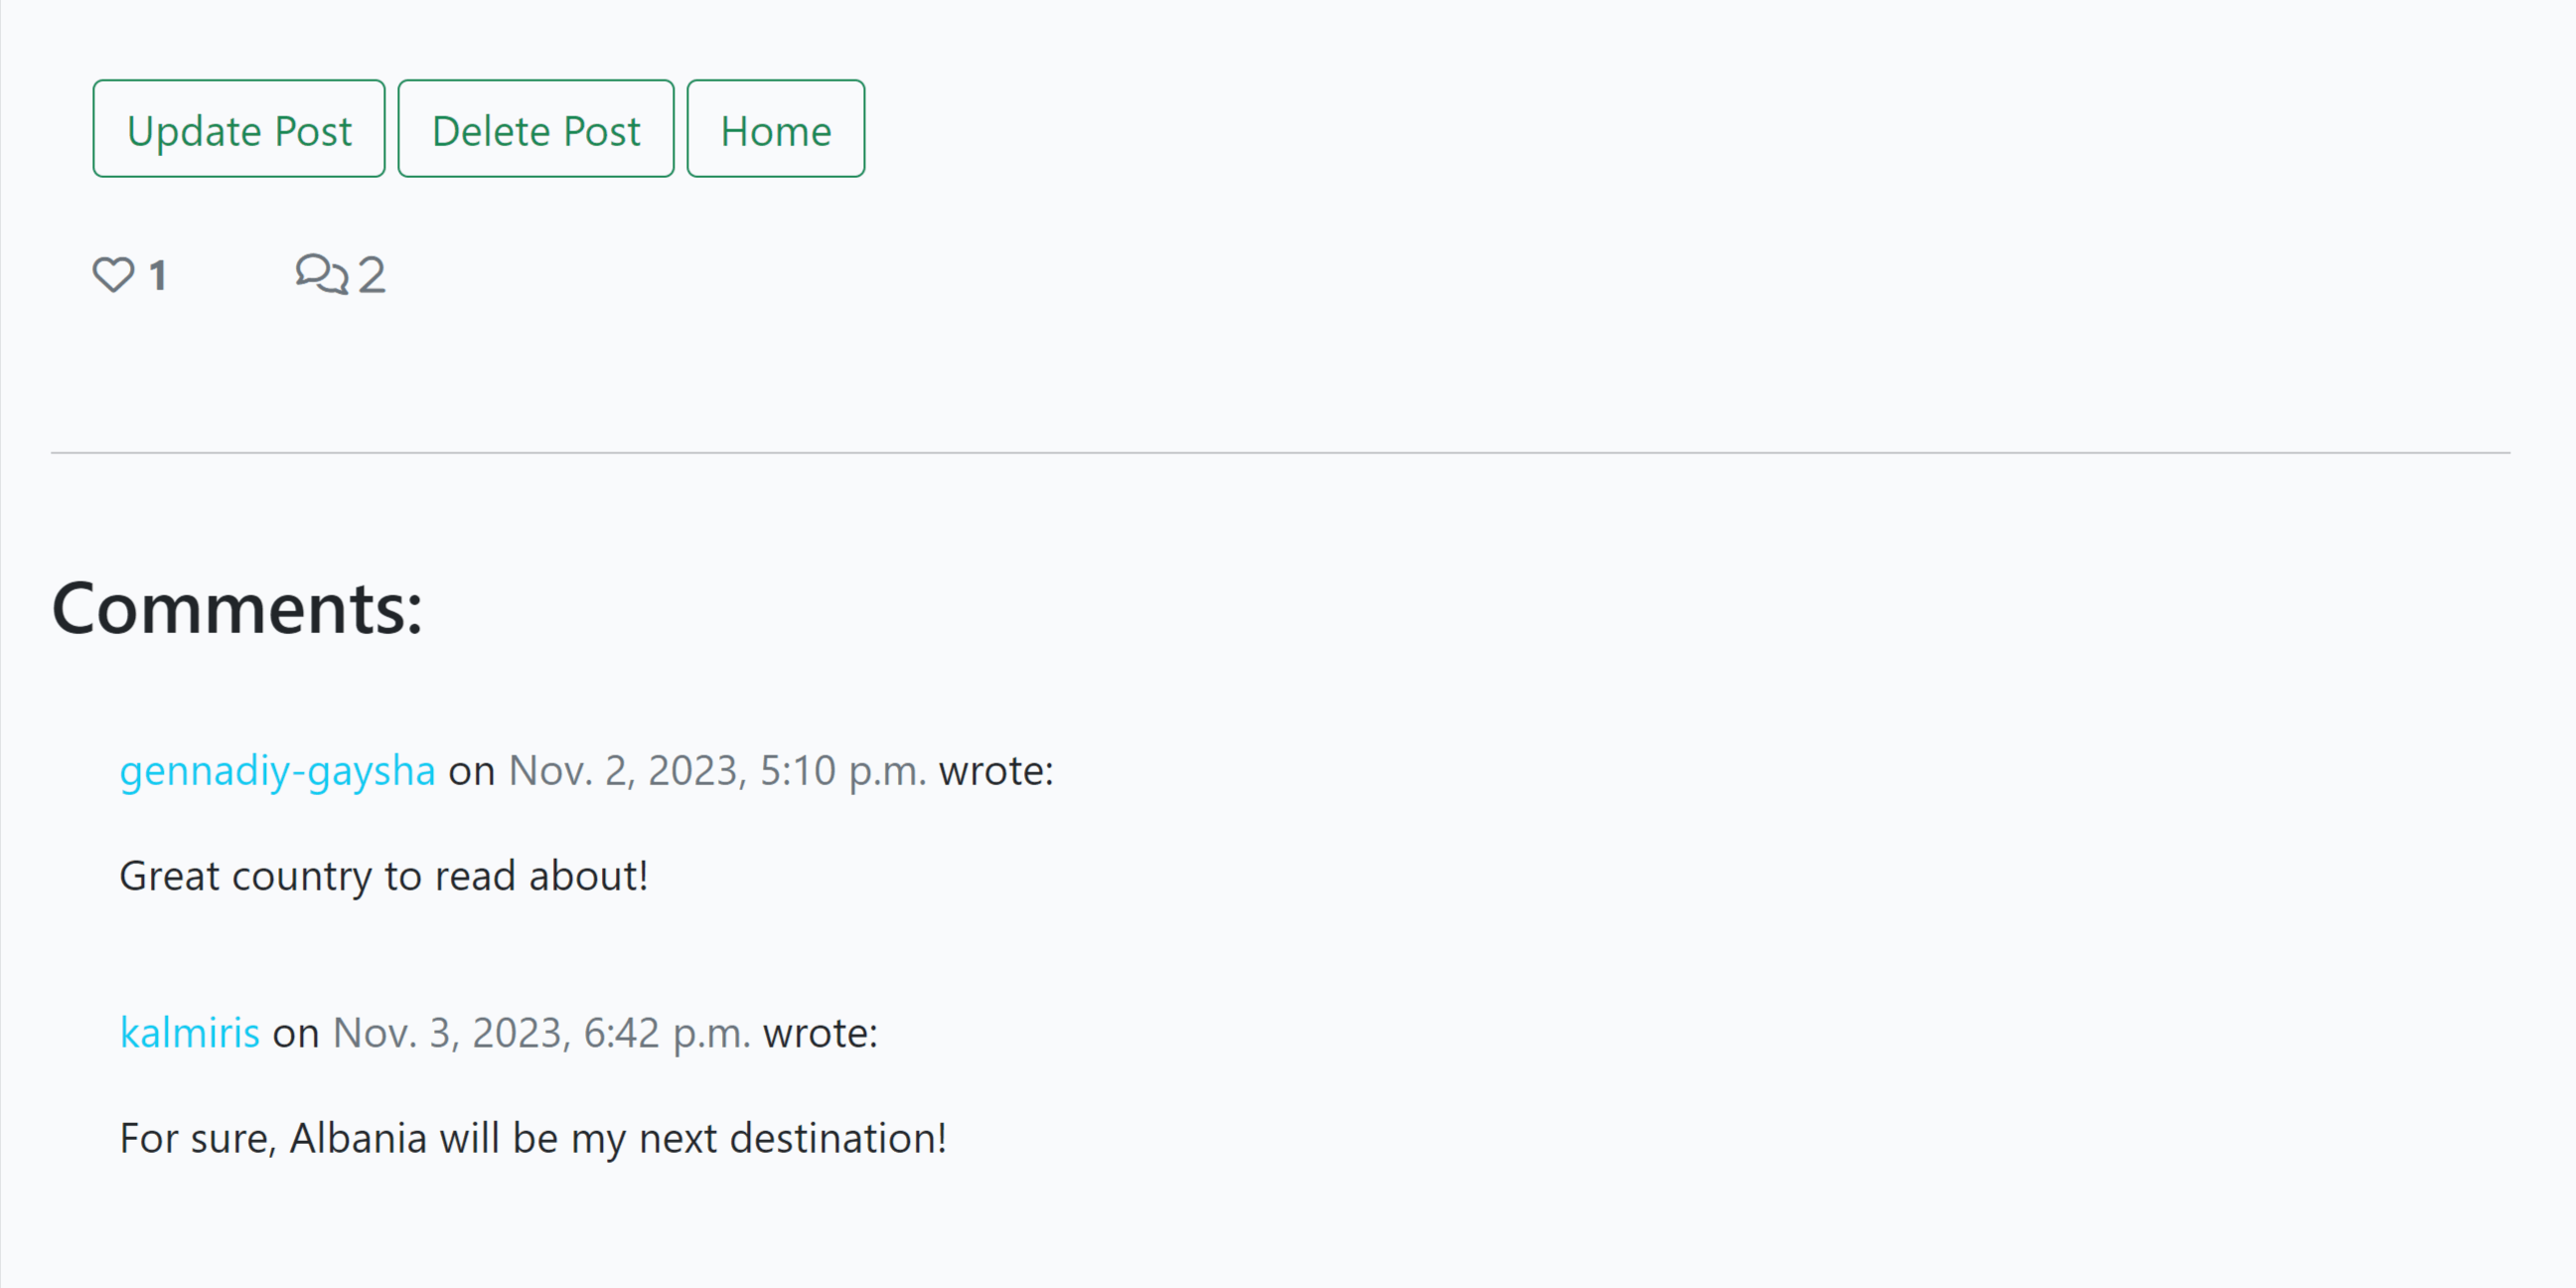 Update Post Delete Post Home
1 2
Comments:
gennadiy-gaysha on Nov. 2, 2023, 5:10 p.m. wrote:
Great country to read about!
kalmiris on Nov. 3, 2023, 6:42 p.m. wrote:
For sure, Albania will be my next destination!